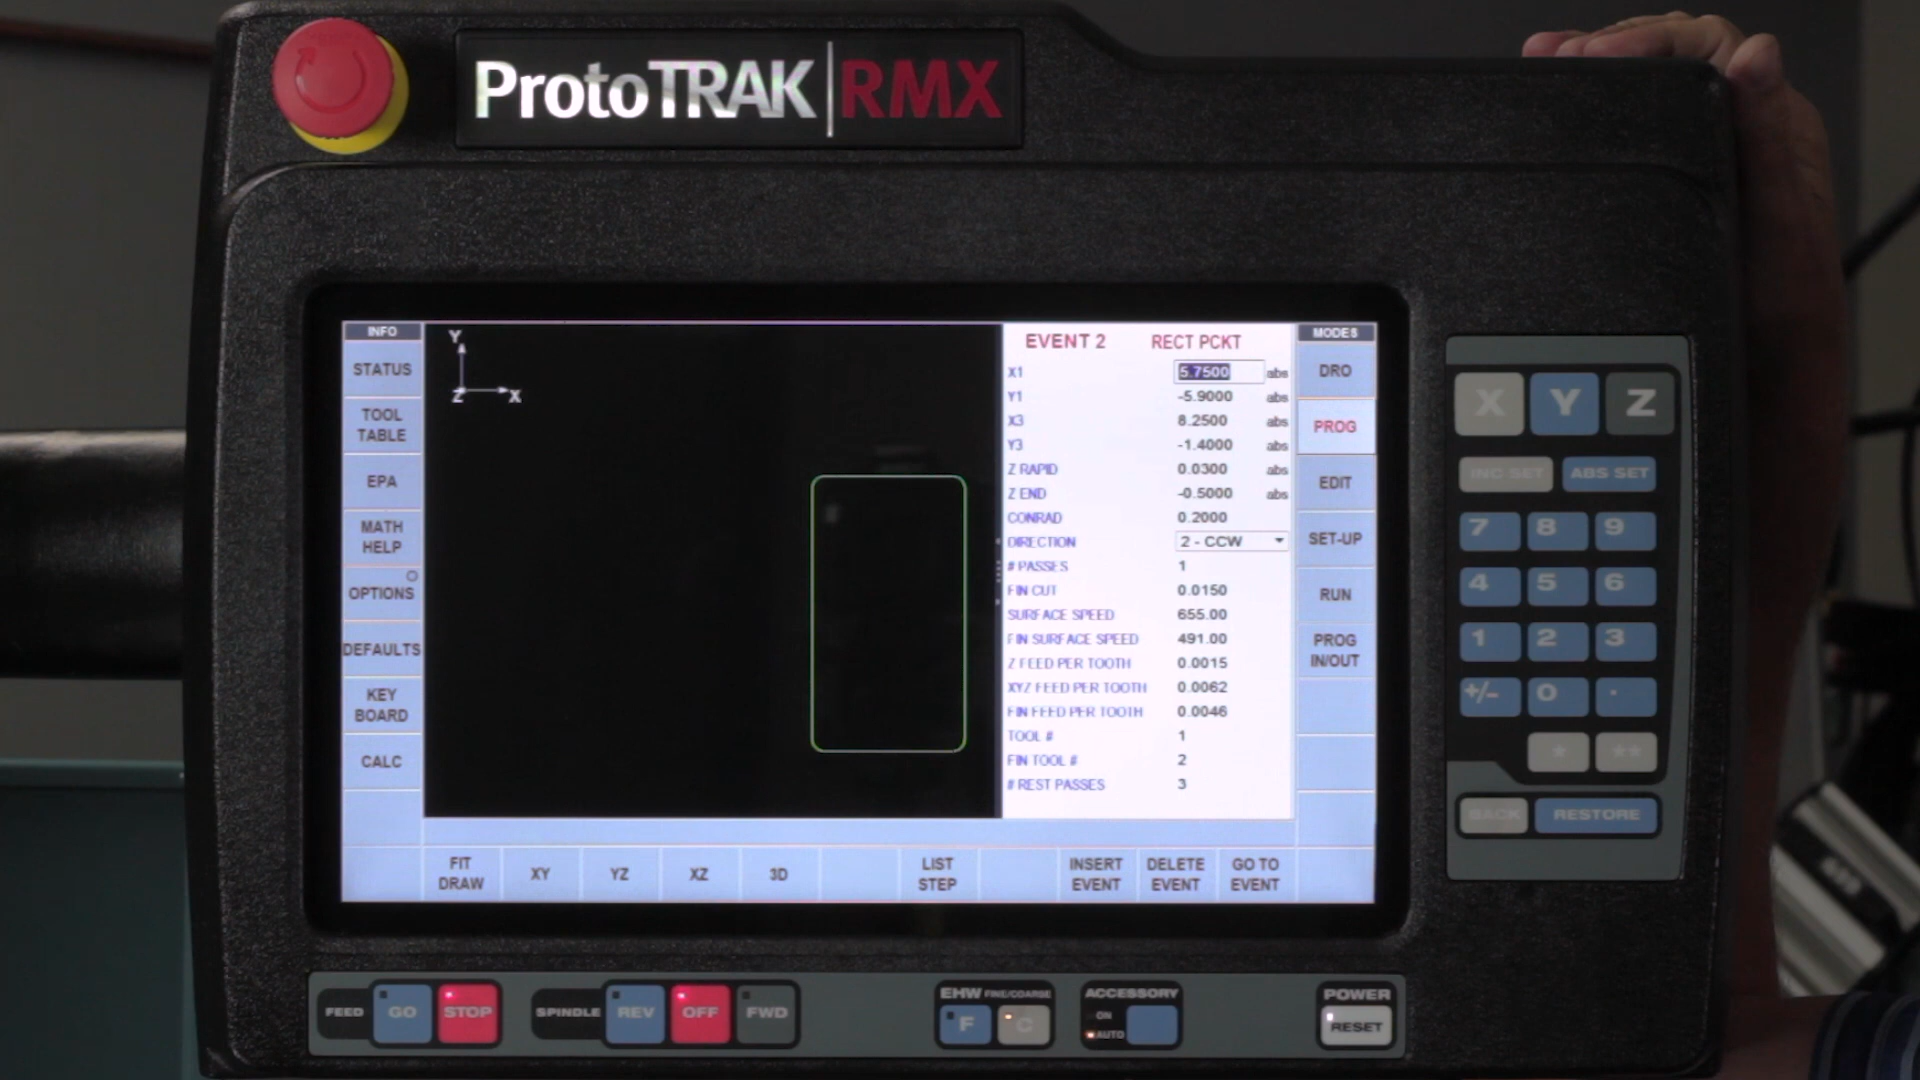 ProtoTRAK RMX
INFO
STATUS
TOOL
TABLE
EPA
MATH
HELP
OPTIONS
DEFAULTS
KEY
BOARD
CALC
Y
Z X
EVENT 2 RECT PCKT
X1 5.7500 abs
Y1 -5.9000 abs
X3 8.2500 abs
Y3 -1.4000 abs
Z RAPID 0.0300 abs
Z END -0.5000 abs
CONRAD 0.2000
DIRECTION 2 - CCW
# PASSES 1
FIN CUT 0.0150
SURFACE SPEED 655.00
FIN SURFACE SPEED 491.00
Z FEED PER TOOTH 0.0015
XYZ FEED PER TOOTH 0.0062
FIN FEED PER TOOTH 0.0046
TOOL # 1
FIN TOOL # 2
# REST PASSES 3
MODES
DRO
PROG
EDIT
SET-UP
RUN
PROG
IN/OUT
FIT
DRAW
XY
YZ
XZ
3D
LIST
STEP
INSERT
EVENT
DELETE
EVENT
GO TO
EVENT
X Y Z
INC SET ABS SET
7 8 9
4 5 6
1 2 3
+/- 0 .
* **
BACK RESTORE
FEED GO STOP
SPINDLE REV OFF FWD
EHW FINE/COARSE
F C
ACCESSORY
ON
AUTO
POWER
RESET